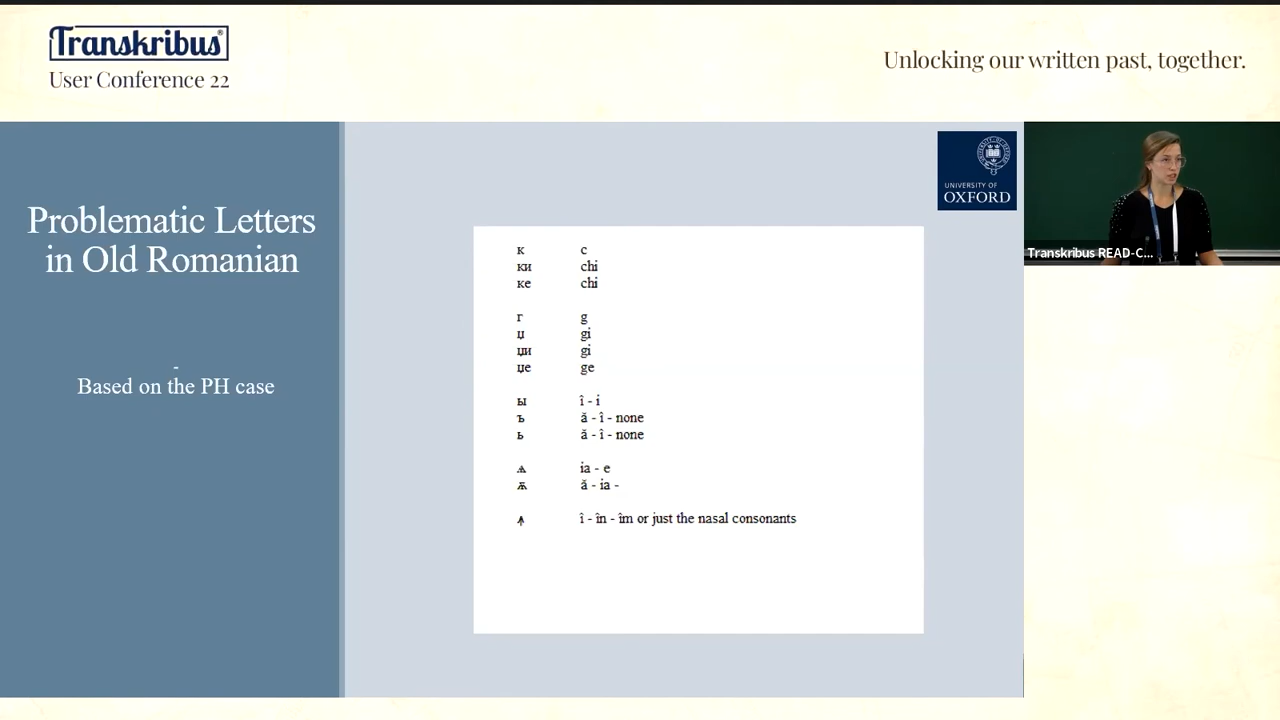 Transkribus®
User Conference 22
Unlocking our written past, together.
Problematic Letters
in Old Romanian
-
Based on the PH case
UNIVERSITY OF
OXFORD
Transkribus READ-C...
к c
ки chi
ке chi
г g
џ gi
џи gi
џе ge
ы î - i
ъ ă - î - none
ь ă - î - none
ѧ ia - e
ѫ ă - ia -
ꙟ î - în - îm or just the nasal consonants